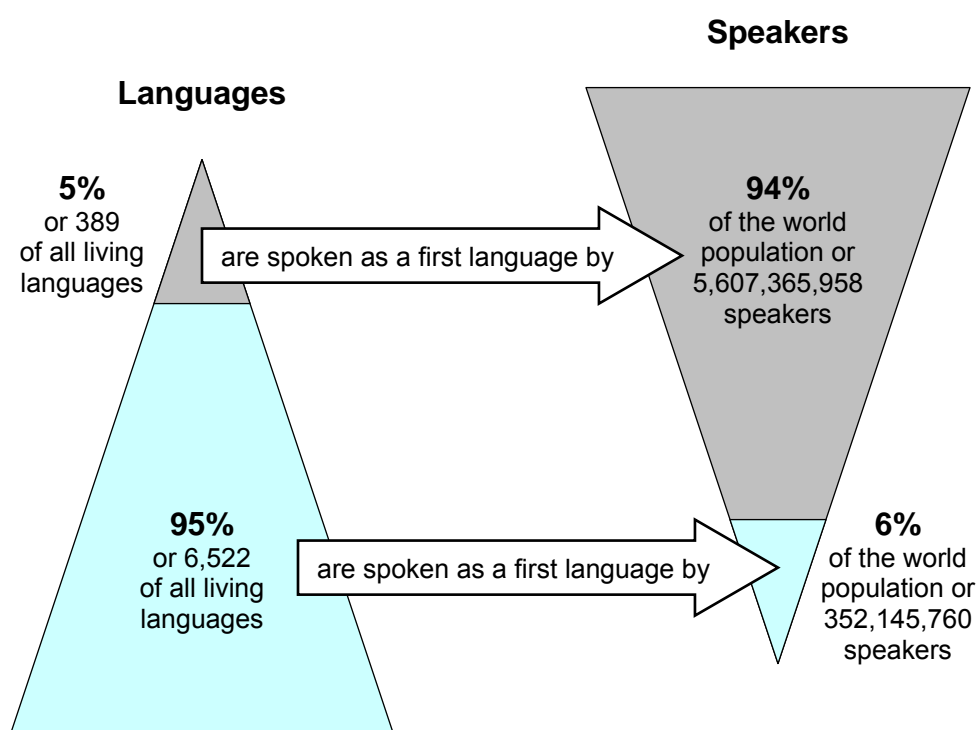 Speakers
Languages
5%
or 389
of all living
languages
are spoken as a first language by
94%
of the world
population or
5,607,365,958
speakers
95%
or 6,522
of all living
languages
are spoken as a first language by
6%
of the world
population or
352,145,760
speakers